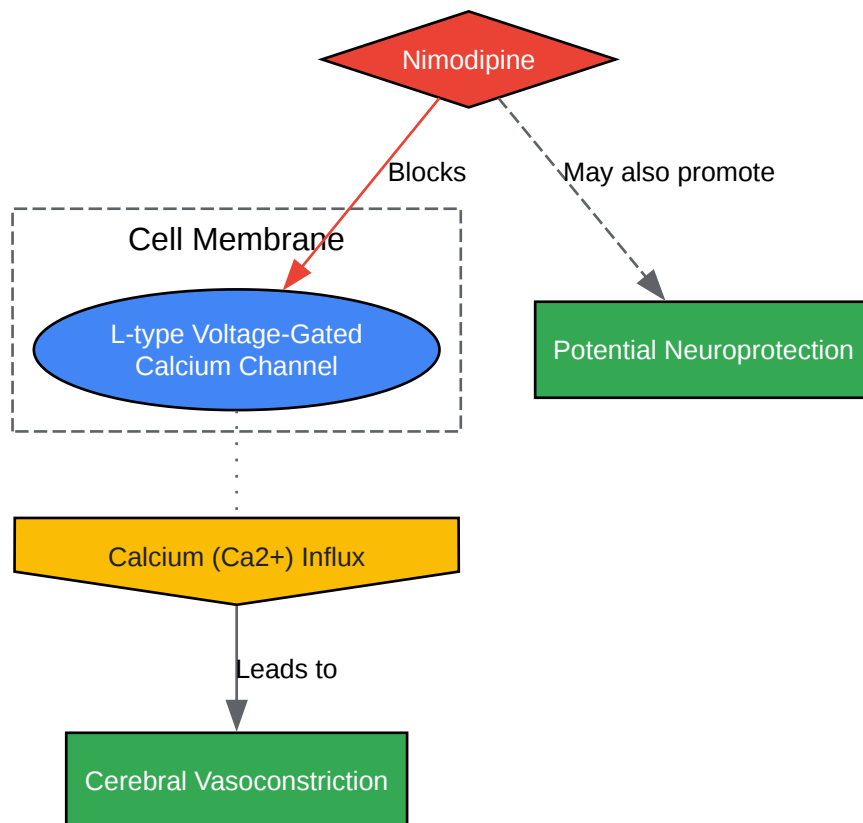 Nimodipine
Blocks
May also promote
Cell Membrane
L-type Voltage-Gated
Calcium Channel
Potential Neuroprotection
Calcium (Ca2+) Influx
Leads to
Cerebral Vasoconstriction